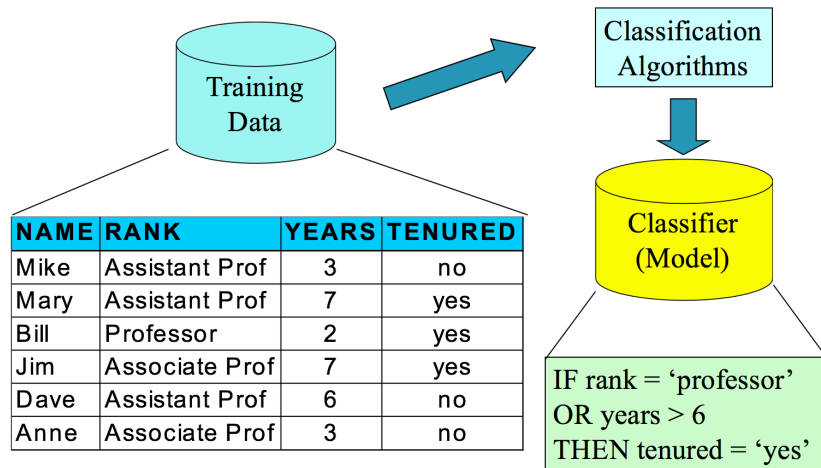 Training
Data
Classification
Algorithms
Classifier
(Model)
NAME RANK YEARS TENURED
Mike Assistant Prof 3 no
Mary Assistant Prof 7 yes
Bill Professor 2 yes
Jim Associate Prof 7 yes
Dave Assistant Prof 6 no
Anne Associate Prof 3 no
IF rank = ‘professor’
OR years > 6
THEN tenured = ‘yes’